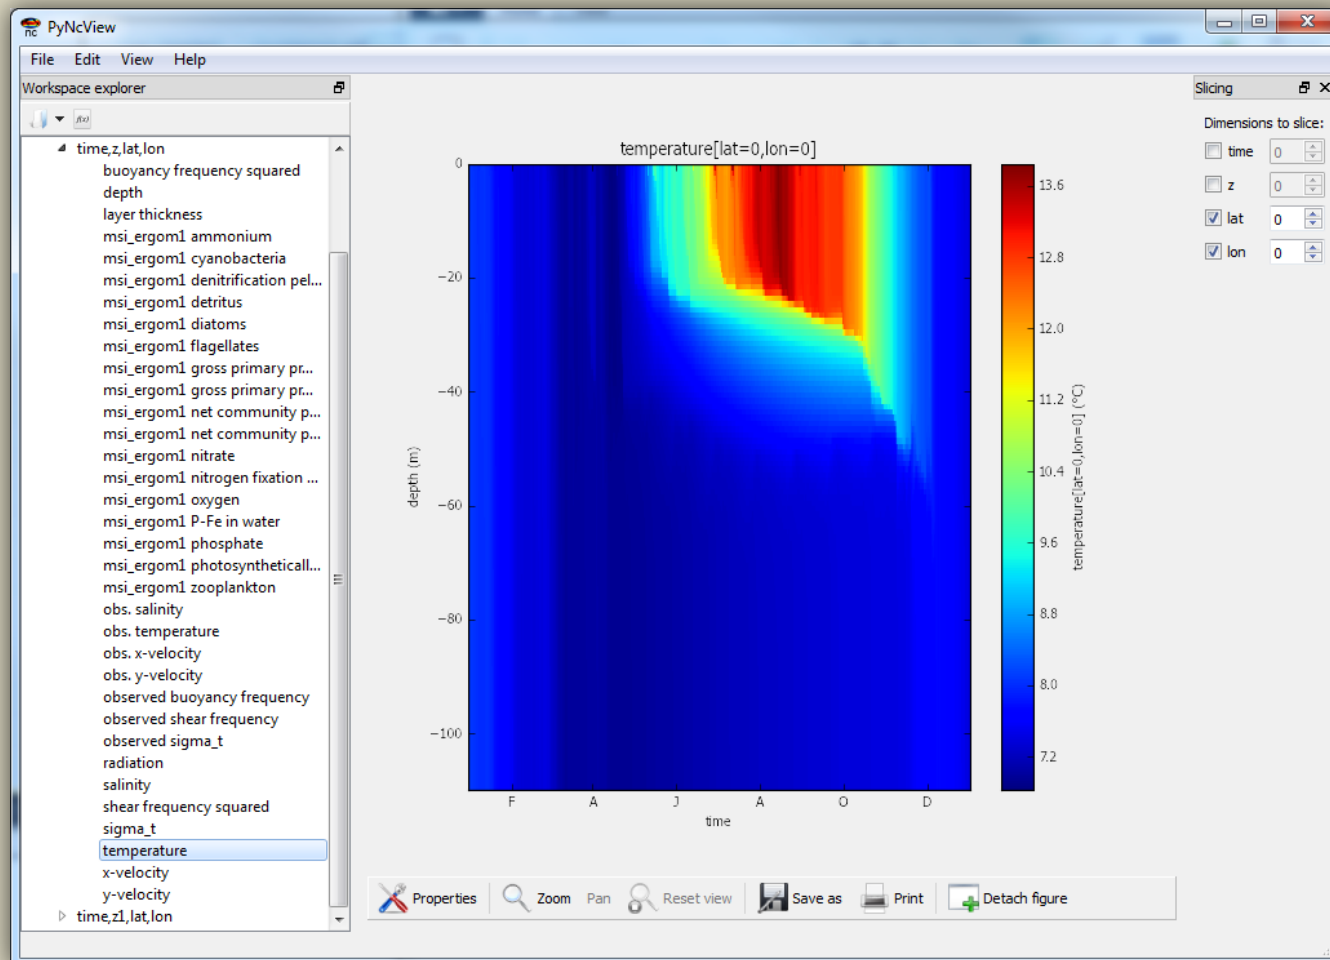 PyNcView
File Edit View Help
Workspace explorer
f(x)
time,z,lat,lon
buoyancy frequency squared
depth
layer thickness
msi_ergom1 ammonium
msi_ergom1 cyanobacteria
msi_ergom1 denitrification pel...
msi_ergom1 detritus
msi_ergom1 diatoms
msi_ergom1 flagellates
msi_ergom1 gross primary pr...
msi_ergom1 gross primary pr...
msi_ergom1 net community p...
msi_ergom1 net community p...
msi_ergom1 nitrate
msi_ergom1 nitrogen fixation ...
msi_ergom1 oxygen
msi_ergom1 P-Fe in water
msi_ergom1 phosphate
msi_ergom1 photosyntheticall...
msi_ergom1 zooplankton
obs. salinity
obs. temperature
obs. x-velocity
obs. y-velocity
observed buoyancy frequency
observed shear frequency
observed sigma_t
radiation
salinity
shear frequency squared
sigma_t
temperature
x-velocity
y-velocity
time,z1,lat,lon
temperature[lat=0,lon=0]
0
−20
−40
−60
−80
−100
depth (m)
F A J A O D
time
13.6
12.8
12.0
11.2
10.4
9.6
8.8
8.0
7.2
temperature[lat=0,lon=0] (°C)
Properties Zoom Pan Reset view Save as Print Detach figure
Slicing
Dimensions to slice:
time 0
z 0
lat 0
lon 0